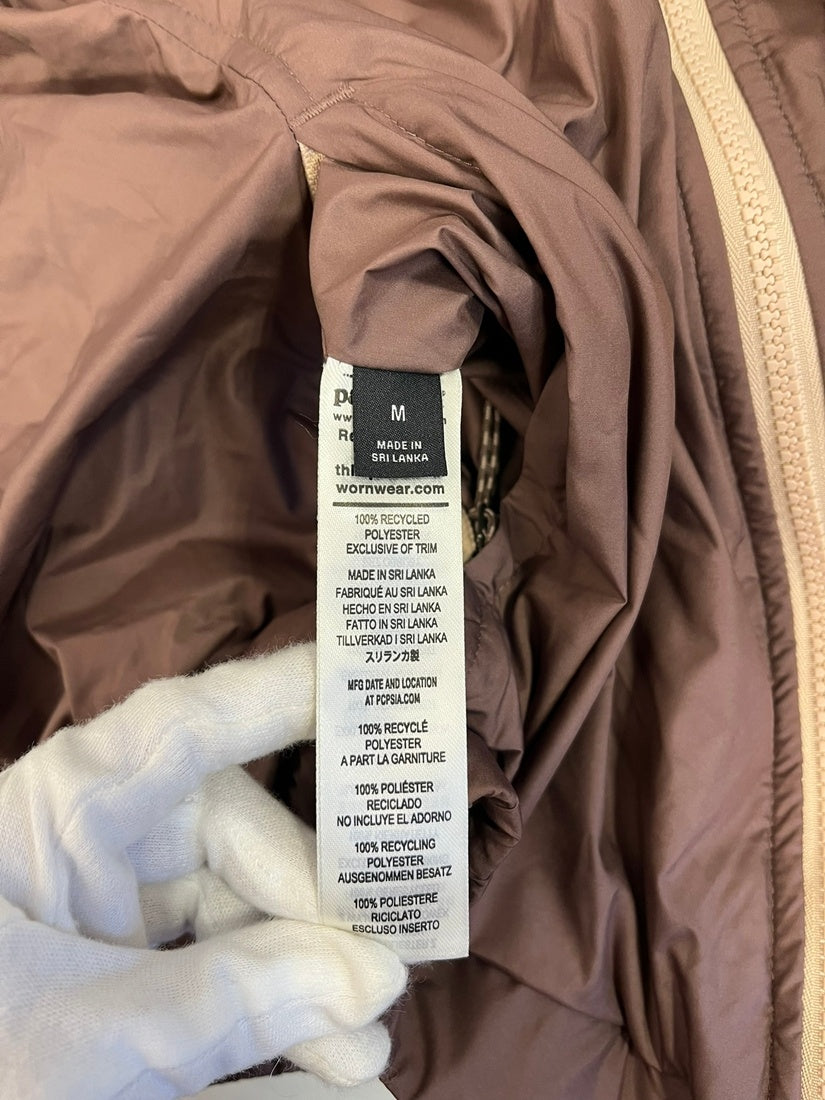 M
MADE IN
SRI LANKA
wornwear.com
100% RECYCLED
POLYESTER
EXCLUSIVE OF TRIM
MADE IN SRI LANKA
FABRIQUÉ AU SRI LANKA
HECHO EN SRI LANKA
FATTO IN SRI LANKA
TILLVERKAD I SRI LANKA
スリランカ製
MFG DATE AND LOCATION
AT PCPSIA.COM
100% RECYCLÉ
POLYESTER
A PART LA GARNITURE
100% POLIÉSTER
RECICLADO
NO INCLUYE EL ADORNO
100% RECYCLING
POLYESTER
AUSGENOMMEN BESATZ
100% POLIESTERE
RICICLATO
ESCLUSO INSERTO